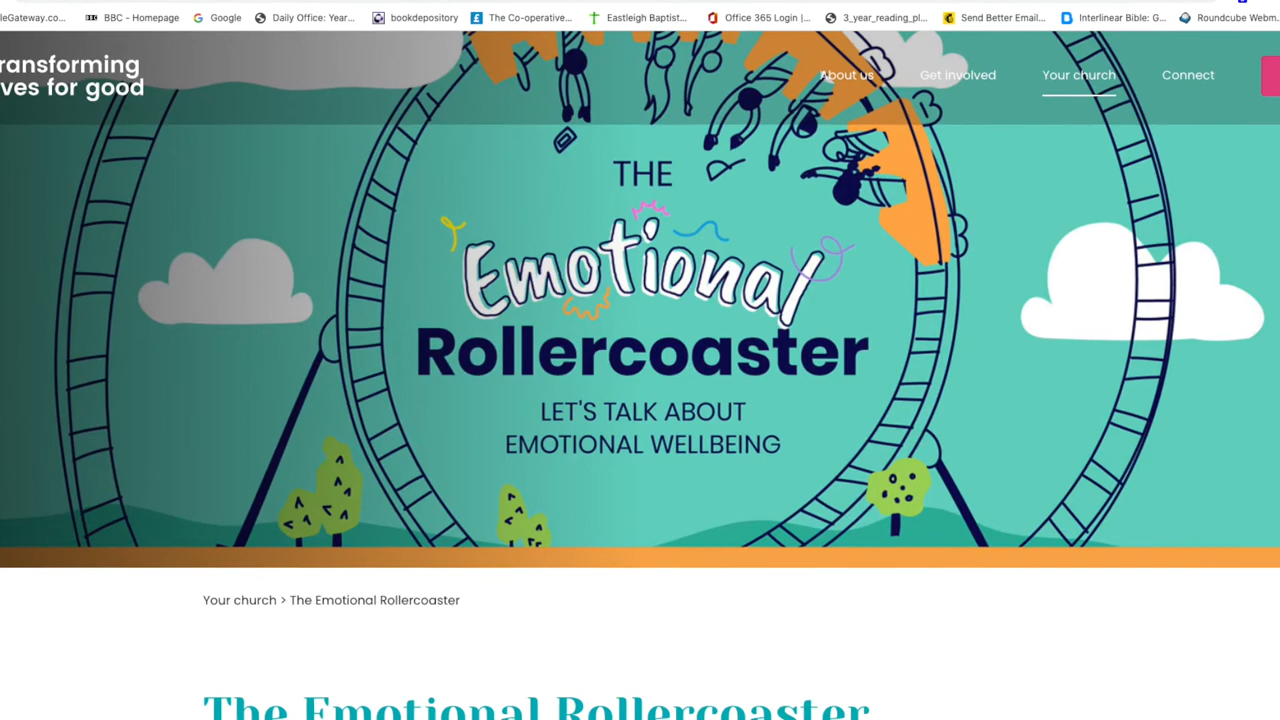 leGateway.co... BBC - Homepage Google Daily Office: Year... bookdepository The Co-operative... Eastleigh Baptist... Office 365 Login |... 3_year_reading_pl... Send Better Email... Interlinear Bible: G... Roundcube Webm...
ransforming
ves for good
About us Get involved Your church Connect
THE
Emotional
Rollercoaster
LET'S TALK ABOUT
EMOTIONAL WELLBEING
Your church > The Emotional Rollercoaster
The Emotional Rollercoaster